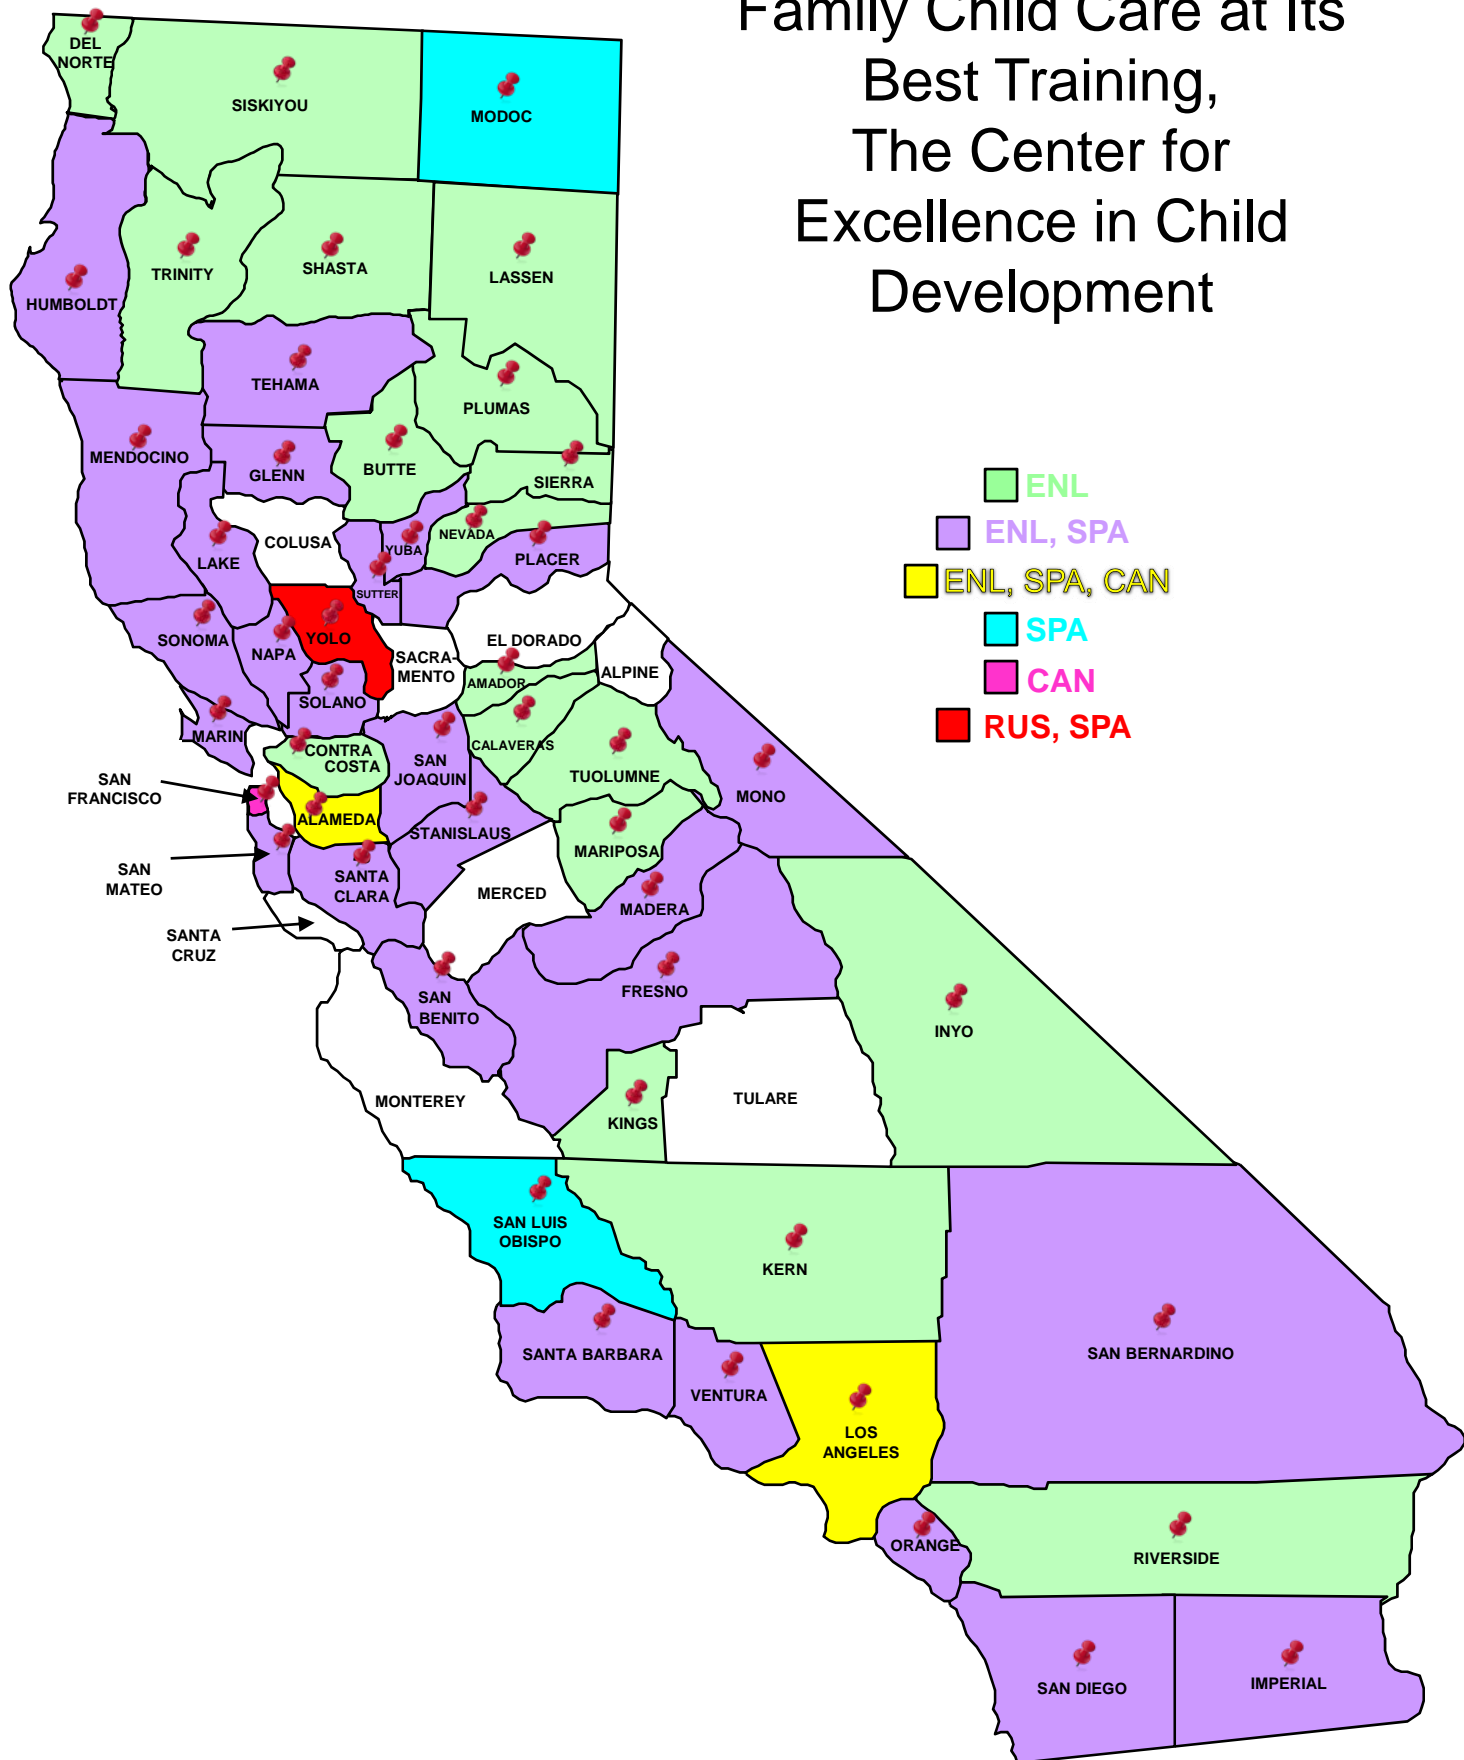 Family Child Care at Its
Best Training,
The Center for
Excellence in Child
Development
DEL
NORTE
SISKIYOU
MODOC
TRINITY
SHASTA
LASSEN
HUMBOLDT
TEHAMA
PLUMAS
MENDOCINO
GLENN
BUTTE
SIERRA
ENL
ENL, SPA
ENL, SPA, CAN
SPA
CAN
RUS, SPA
COLUSA
LAKE
YUBA
NEVADA
PLACER
SUTTER
SONOMA
NAPA
YOLO
SACRA-
MENTO
EL DORADO
ALPINE
AMADOR
SOLANO
MARIN
CONTRA
COSTA
SAN
JOAQUIN
CALAVERAS
TUOLUMNE
MONO
SAN
FRANCISCO
ALAMEDA
STANISLAUS
MARIPOSA
SAN
MATEO
SANTA
CLARA
MERCED
MADERA
SANTA
CRUZ
SAN
BENITO
FRESNO
INYO
MONTEREY
KINGS
TULARE
SAN LUIS
OBISPO
KERN
SANTA BARBARA
VENTURA
SAN BERNARDINO
LOS
ANGELES
ORANGE
RIVERSIDE
SAN DIEGO
IMPERIAL